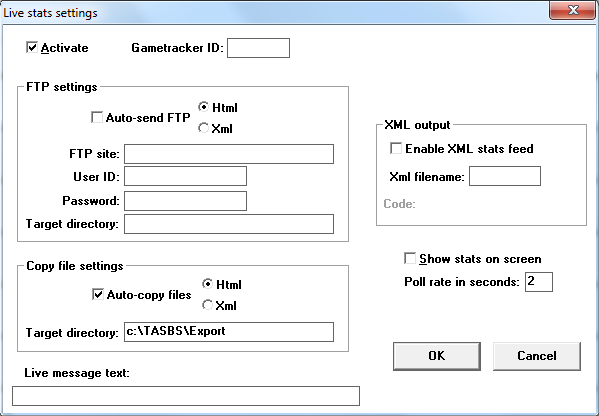 Live stats settings
Activate Gametracker ID:
FTP settings
Auto-send FTP
Html
Xml
FTP site:
User ID:
Password:
Target directory:
XML output
Enable XML stats feed
Xml filename:
Code:
Copy file settings
Auto-copy files
Html
Xml
Target directory: c:\TASBS\Export
Show stats on screen
Poll rate in seconds: 2
OK Cancel
Live message text: